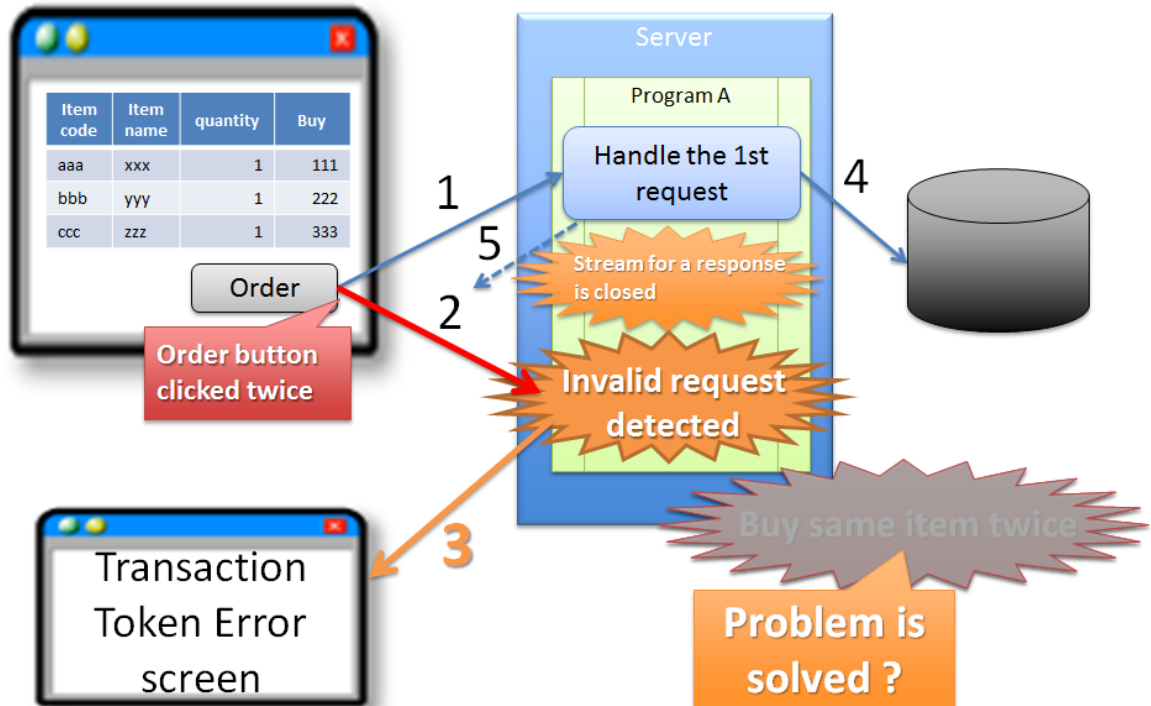 Server
Program A
Item code
Item name
quantity
Buy
aaa xxx 1 111
bbb yyy 1 222
ccc zzz 1 333
Order
Order button
clicked twice
1
2
5
4
Handle the 1st
request
Stream for a response
is closed
Invalid request
detected
3
Transaction
Token Error
screen
Buy same item twice
Problem is
solved ?